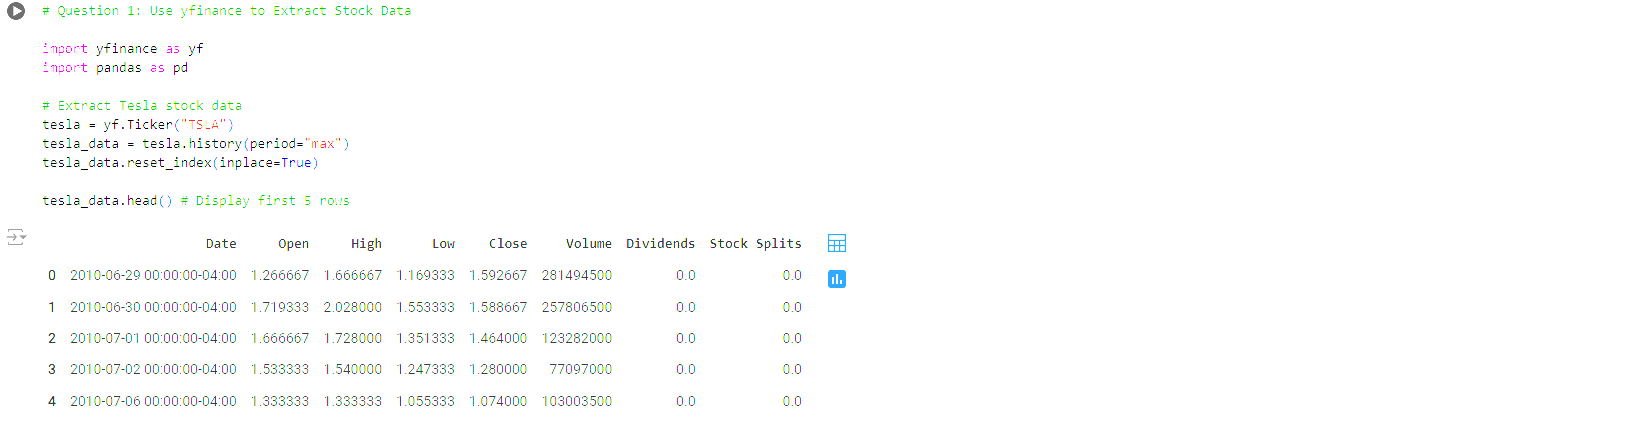 # Question 1: Use yfinance to Extract Stock Data
import yfinance as yf
import pandas as pd
# Extract Tesla stock data
tesla = yf.Ticker("TSLA")
tesla_data = tesla.history(period="max")
tesla_data.reset_index(inplace=True)
tesla_data.head() # Display first 5 rows
Date Open High Low Close Volume Dividends Stock Splits
0 2010-06-29 00:00:00-04:00 1.266667 1.666667 1.169333 1.592667 281494500 0.0 0.0
1 2010-06-30 00:00:00-04:00 1.719333 2.028000 1.553333 1.588667 257806500 0.0 0.0
2 2010-07-01 00:00:00-04:00 1.666667 1.728000 1.351333 1.464000 123282000 0.0 0.0
3 2010-07-02 00:00:00-04:00 1.533333 1.540000 1.247333 1.280000 77097000 0.0 0.0
4 2010-07-06 00:00:00-04:00 1.333333 1.333333 1.055333 1.074000 103003500 0.0 0.0